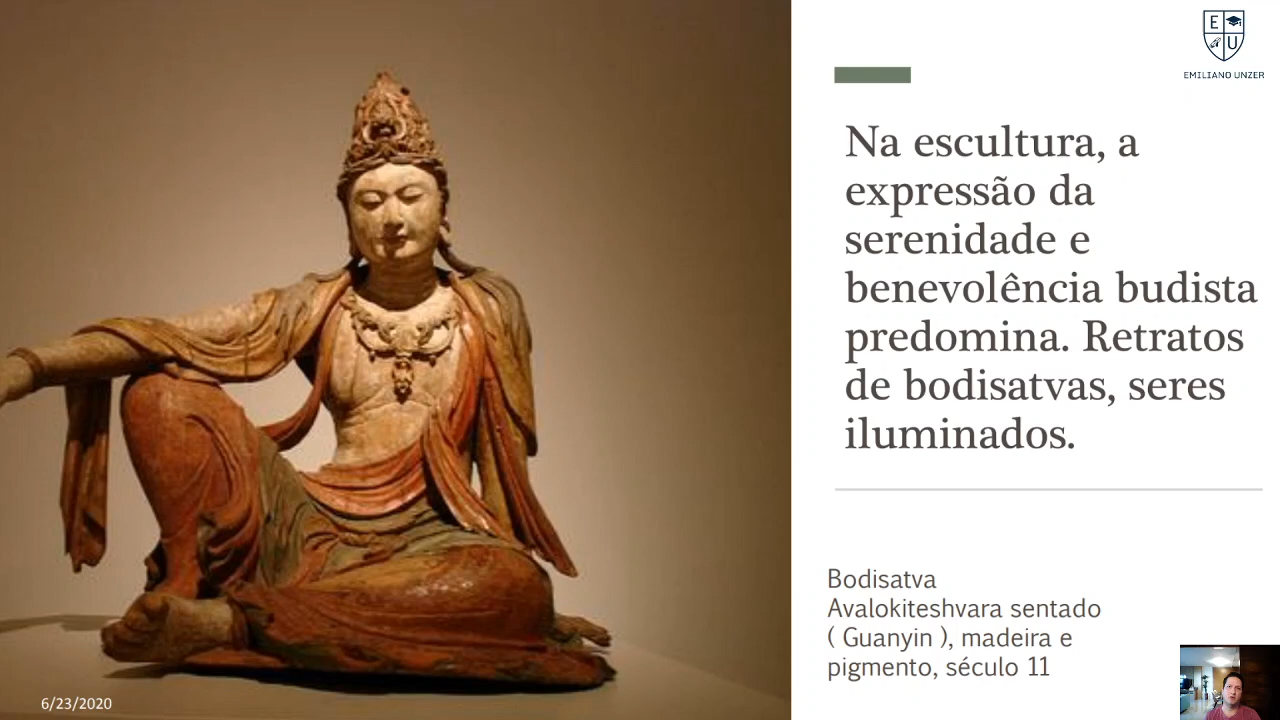 E
U
EMILIANO UNZER
Na escultura, a
expressão da
serenidade e
benevolência budista
predomina. Retratos
de bodisatvas, seres
iluminados.
Bodisatva
Avalokiteshvara sentado
( Guanyin ), madeira e
pigmento, século 11
6/23/2020